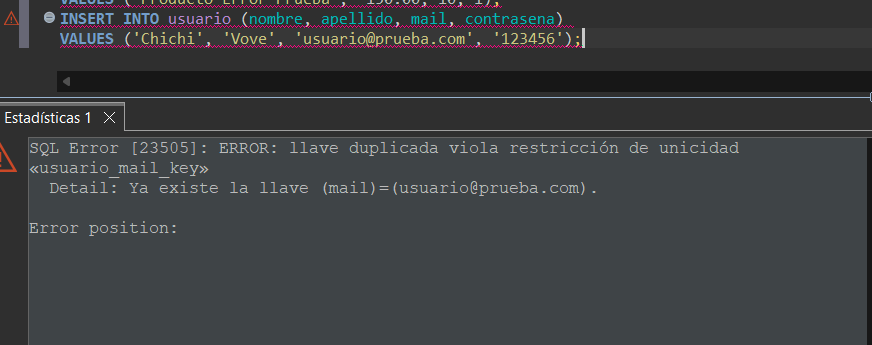 VALUES ('Producto Error Prueba', 150.00, 10, 1);
INSERT INTO usuario (nombre, apellido, mail, contrasena)
VALUES ('Chichi', 'Vove', 'usuario@prueba.com', '123456');
Estadísticas 1
SQL Error [23505]: ERROR: llave duplicada viola restricción de unicidad
«usuario_mail_key»
Detail: Ya existe la llave (mail)=(usuario@prueba.com).
Error position: